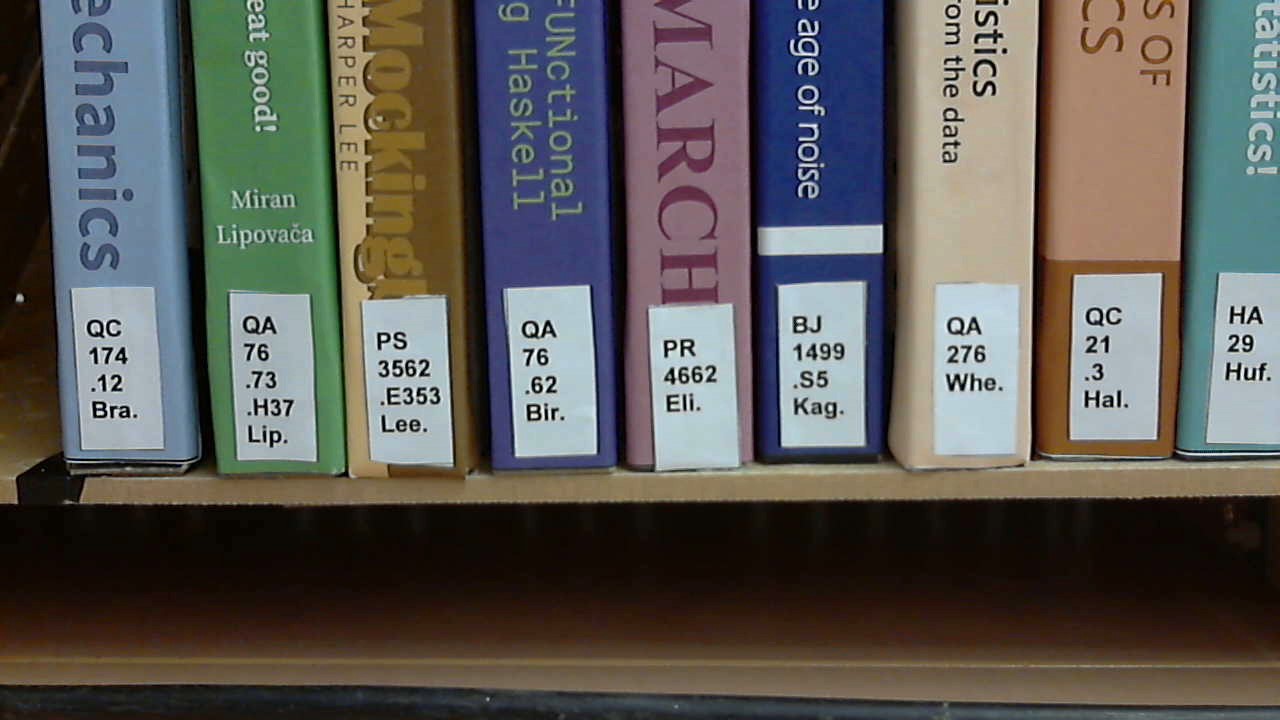 echanics
QC
174
.12
Bra.
eat good!
Miran
Lipovača
QA
76
.73
.H37
Lip.
HARPER LEE
Mocking
PS
3562
.E353
Lee.
FUNctional
g Haskell
QA
76
.62
Bir.
MARCH
PR
4662
Eli.
e age of noise
BJ
1499
.S5
Kag.
istics
rom the data
QA
276
Whe.
S OF
CS
QC
21
.3
Hal.
tatistics!
HA
29
Huf.